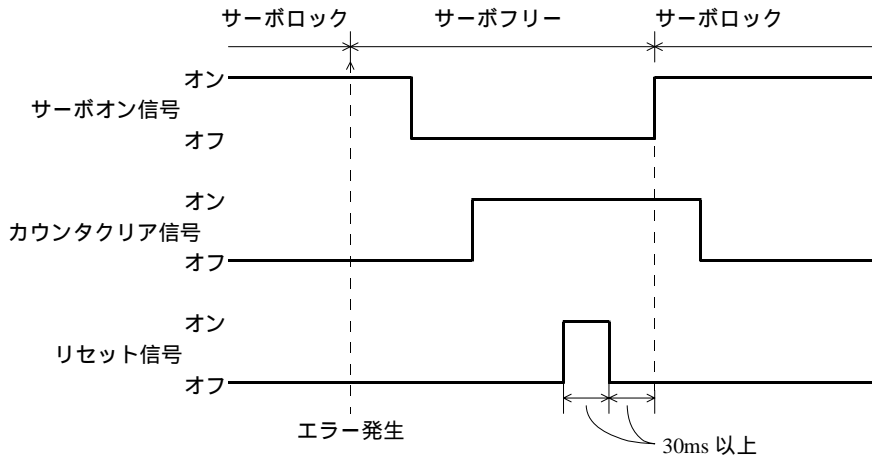 サーボロック サーボフリー サーボロック
オン
サーボオン信号
オフ
オン
カウンタクリア信号
オフ
オン
リセット信号
オフ
エラー発生
30ms 以上